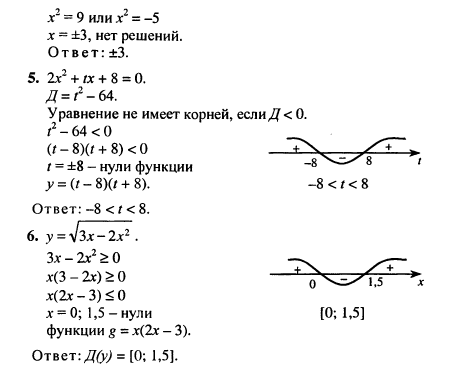 x² = 9 или x² = –5
x = ±3, нет решений.
Ответ: ±3.
5. 2x² + tx + 8 = 0.
Д = t² – 64.
Уравнение не имеет корней, если Д < 0.
t² – 64 < 0
(t – 8)(t + 8) < 0
t = ±8 – нули функции
y = (t – 8)(t + 8).
+ – +
–8 8 t
–8 < t < 8
Ответ: –8 < t < 8.
6. y = √(3x – 2x²) .
3x – 2x² ≥ 0
x(3 – 2x) ≥ 0
x(2x – 3) ≤ 0
x = 0; 1,5 – нули
функции g = x(2x – 3).
+ – +
0 1,5 x
[0; 1,5]
Ответ: Д(y) = [0; 1,5].